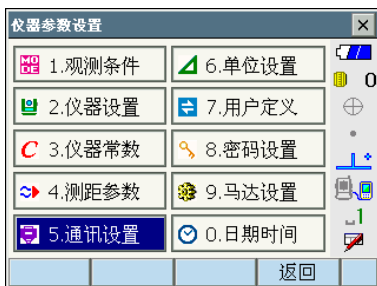 仪器参数设置
MODE 1.观测条件
6.单位设置
2.仪器设置
7.用户定义
C 3.仪器常数
8.密码设置
4.测距参数
9.马达设置
5.通讯设置
0.日期时间
0
1
返回